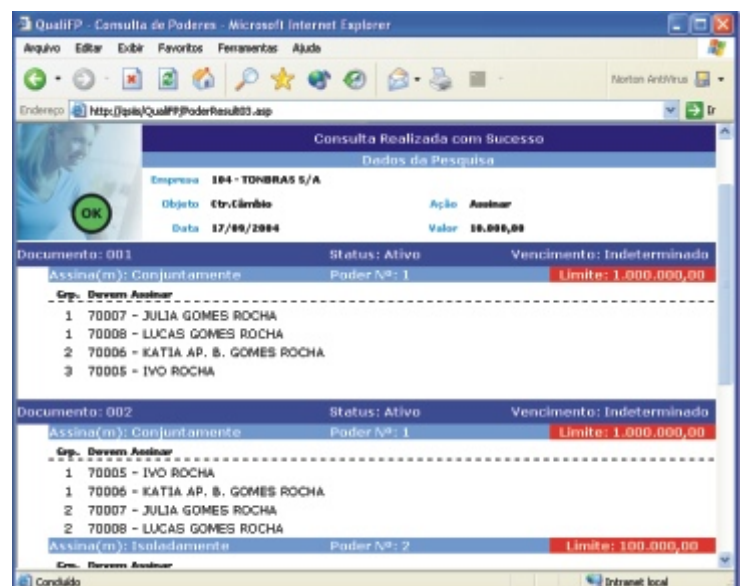 QualiFP - Consulta de Poderes - Microsoft Internet Explorer
Arquivo Editar Exibir Favoritos Ferramentas Ajuda
Norton AntiVirus
Endereço http://qsis/QualiFP/PoderResult03.asp Ir
Consulta Realizada com Sucesso
Dados da Pesquisa
Empresa 104 - TONBRAS S/A
OK
Objeto Ctr.Câmbio Ação Assinar
Data 17/09/2004 Valor 10.000,00
Documento: 001 Status: Ativo Vencimento: Indeterminado
Assina(m): Conjuntamente Poder Nº: 1 Limite: 1.000.000,00
Grp. Devem Assinar
1 70007 - JULIA GOMES ROCHA
1 70008 - LUCAS GOMES ROCHA
2 70006 - KATIA AP. B. GOMES ROCHA
3 70005 - IVO ROCHA
Documento: 002 Status: Ativo Vencimento: Indeterminado
Assina(m): Conjuntamente Poder Nº: 1 Limite: 1.000.000,00
Grp. Devem Assinar
1 70005 - IVO ROCHA
1 70006 - KATIA AP. B. GOMES ROCHA
2 70007 - JULIA GOMES ROCHA
2 70008 - LUCAS GOMES ROCHA
Assina(m): Isoladamente Poder Nº: 2 Limite: 100.000,00
Grp. Devem Assinar
Concluído Intranet local